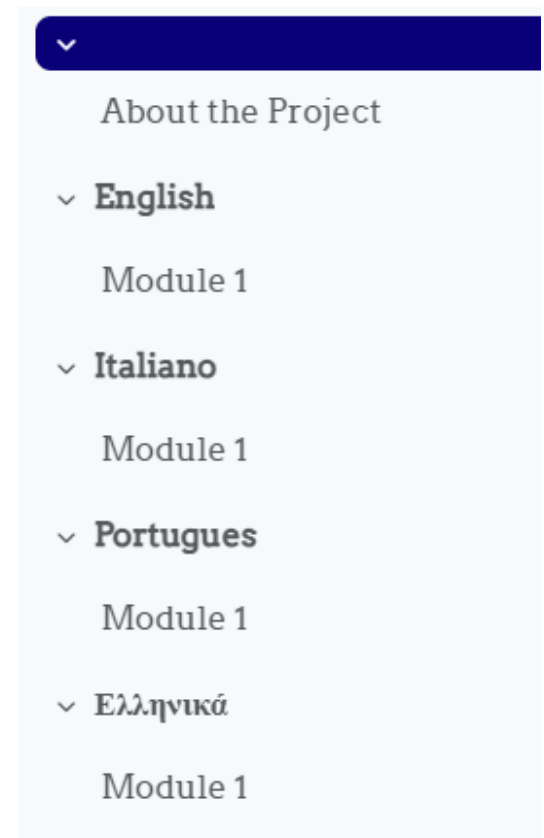 About the Project
English
Module 1
Italiano
Module 1
Portugues
Module 1
Ελληνικά
Module 1